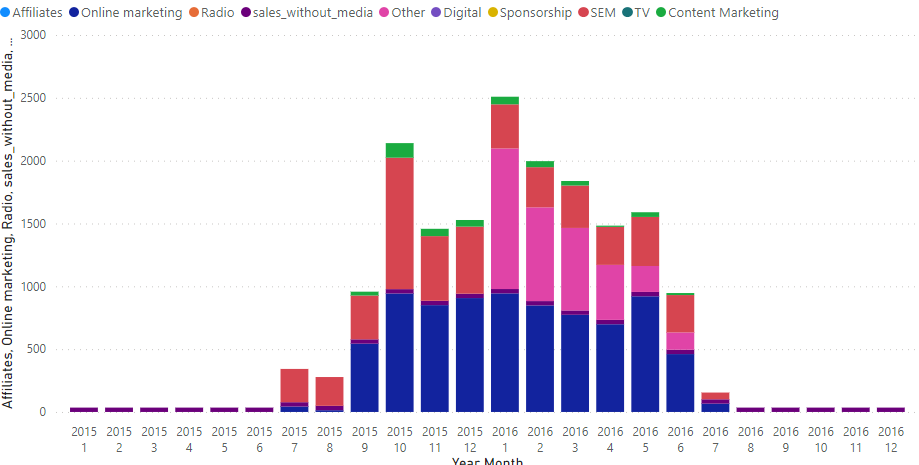 Affiliates Online marketing Radio sales_without_media Other Digital Sponsorship SEM TV Content Marketing
Affiliates, Online marketing, Radio, sales_without_media, ...
3000
2500
2000
1500
1000
500
0
2015 2015 2015 2015 2015 2015 2015 2015 2015 2015 2015 2015 2016 2016 2016 2016 2016 2016 2016 2016 2016 2016 2016 2016
1 2 3 4 5 6 7 8 9 10 11 12 1 2 3 4 5 6 7 8 9 10 11 12
Year Month